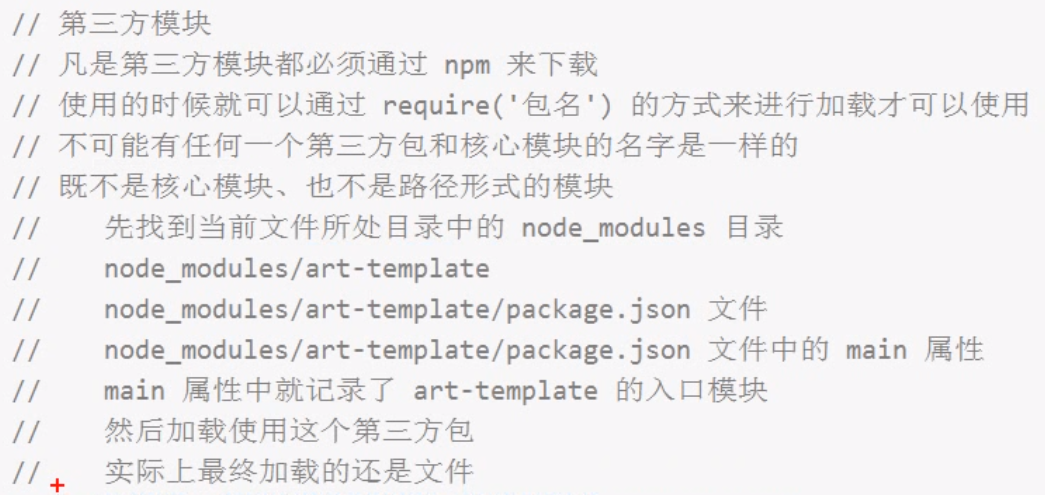 // 第三方模块
// 凡是第三方模块都必须通过 npm 来下载
// 使用的时候就可以通过 require('包名') 的方式来进行加载才可以使用
// 不可能有任何一个第三方包和核心模块的名字是一样的
// 既不是核心模块、也不是路径形式的模块
//    先找到当前文件所处目录中的 node_modules 目录
//    node_modules/art-template
//    node_modules/art-template/package.json 文件
//    node_modules/art-template/package.json 文件中的 main 属性
//    main 属性中就记录了 art-template 的入口模块
//    然后加载使用这个第三方包
//    实际上最终加载的还是文件